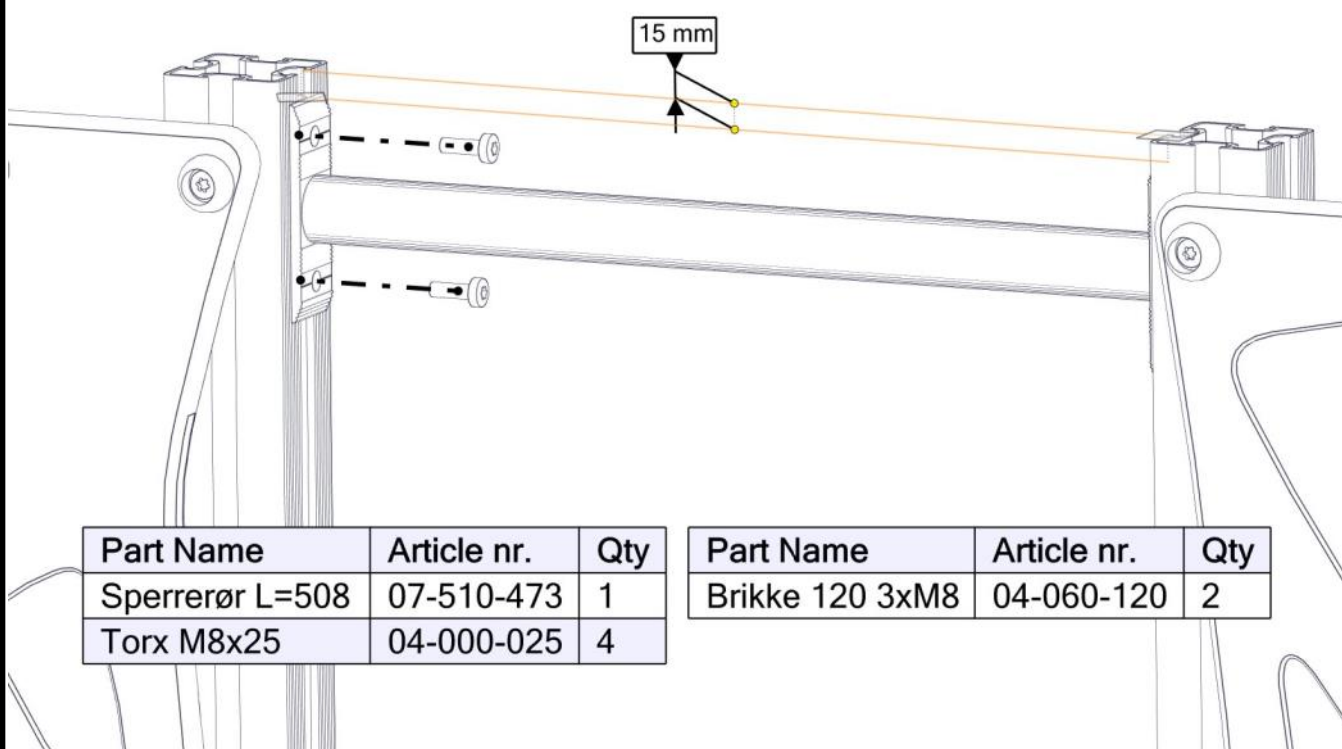 15 mm
Part Name Article nr. Qty
Sperrerør L=508 07-510-473 1
Torx M8x25 04-000-025 4
Part Name Article nr. Qty
Brikke 120 3xM8 04-060-120 2